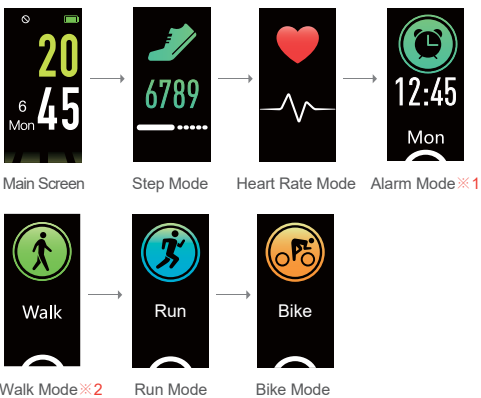 20
6
Mon
45
6789
12:45
Mon
Main Screen
Step Mode
Heart Rate Mode
Alarm Mode※1
Walk
Run
Bike
Walk Mode※2
Run Mode
Bike Mode